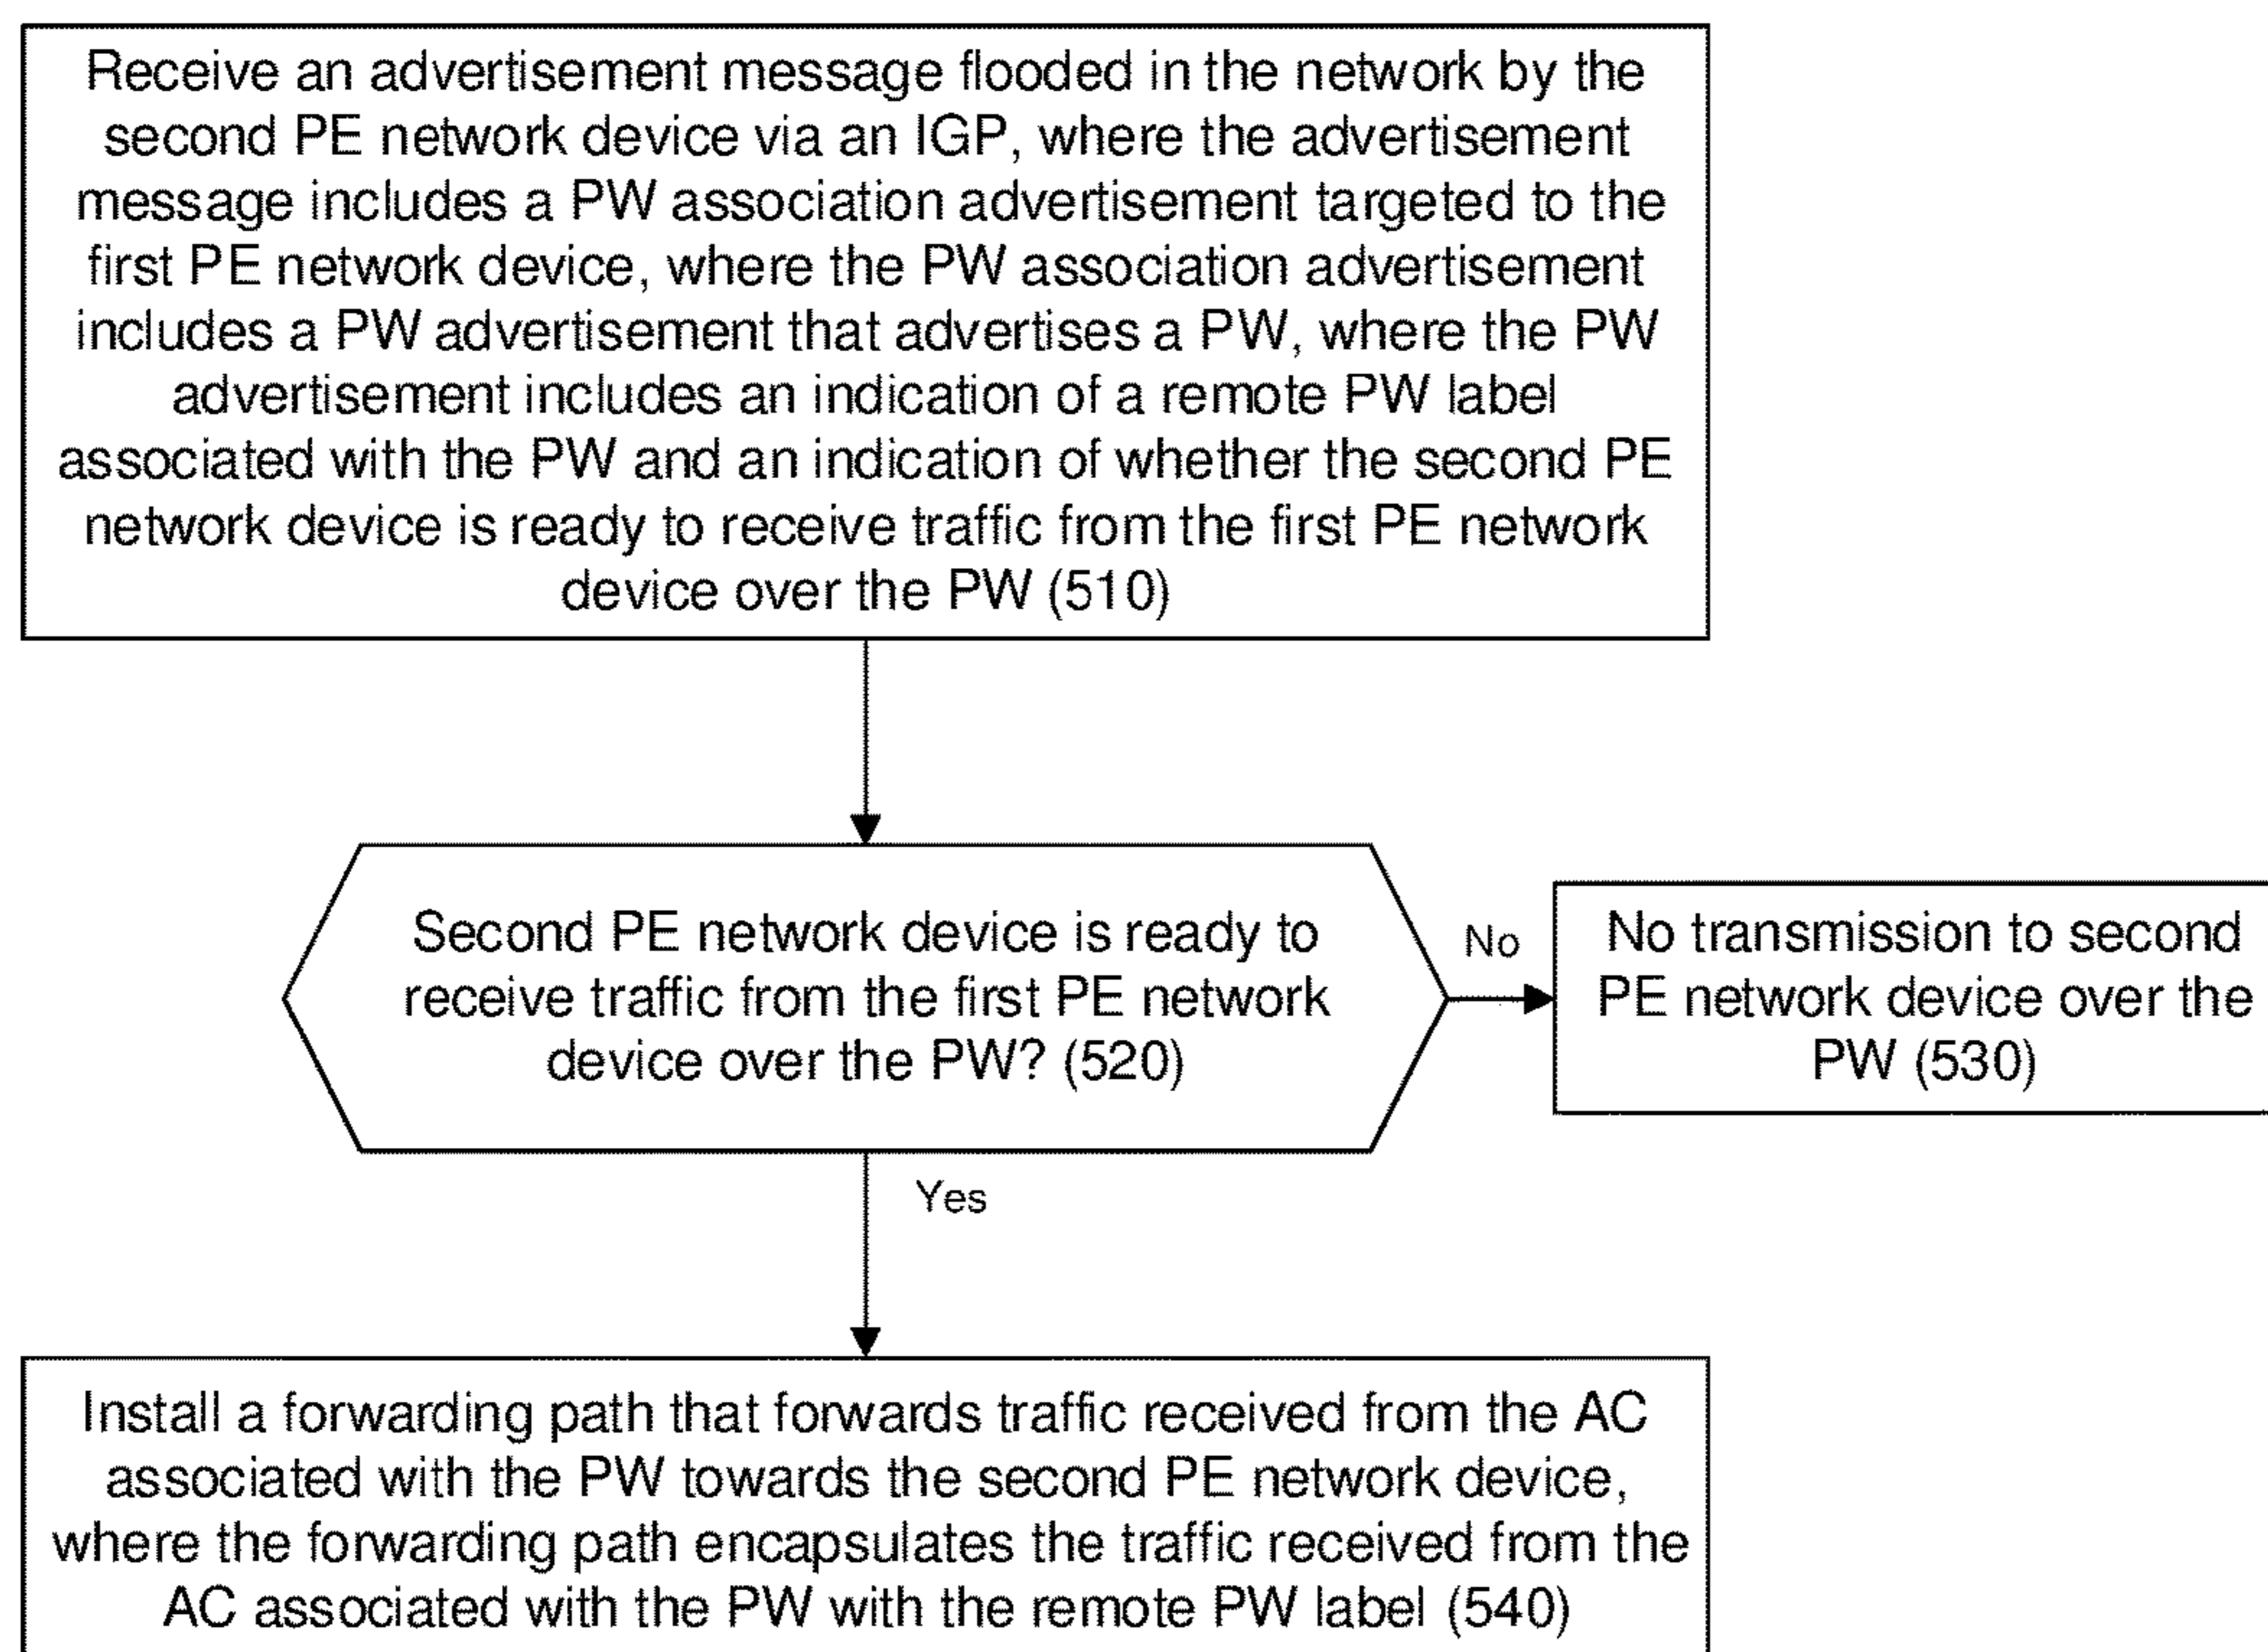 Receive an advertisement message flooded in the network by the
second PE network device via an IGP, where the advertisement
message includes a PW association advertisement targeted to the
first PE network device, where the PW association advertisement
includes a PW advertisement that advertises a PW, where the PW
advertisement includes an indication of a remote PW label
associated with the PW and an indication of whether the second PE
network device is ready to receive traffic from the first PE network
device over the PW (510)
Second PE network device is ready to
receive traffic from the first PE network
device over the PW? (520)
No
No transmission to second
PE network device over the
PW (530)
Yes
Install a forwarding path that forwards traffic received from the AC
associated with the PW towards the second PE network device,
where the forwarding path encapsulates the traffic received from the
AC associated with the PW with the remote PW label (540)